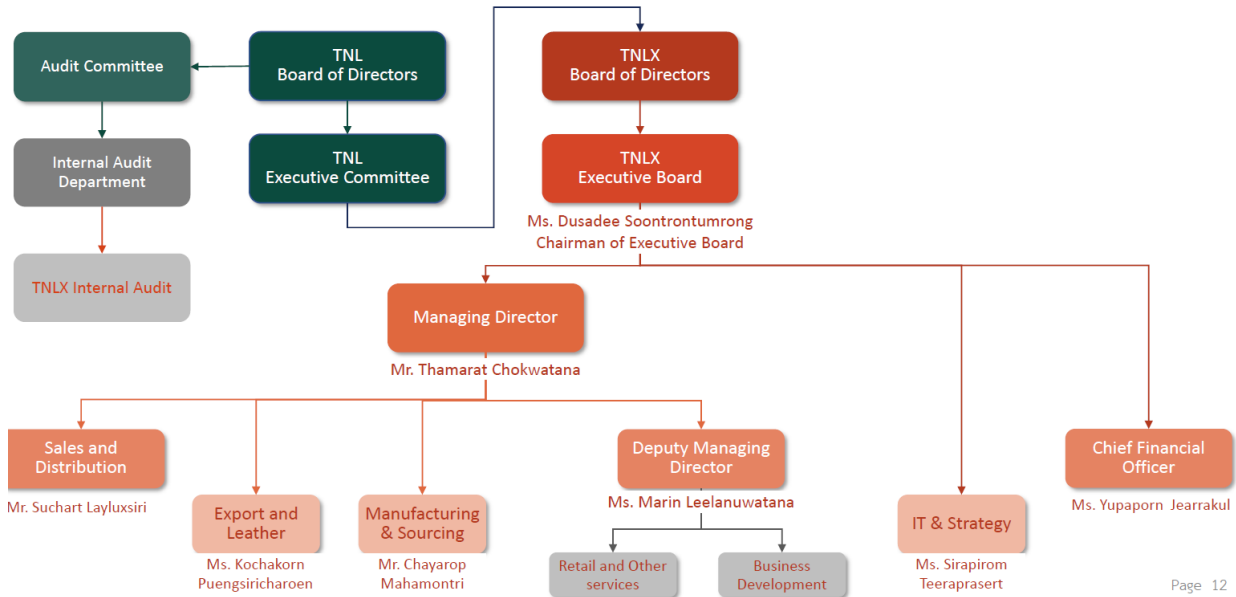 Audit Committee
TNL
Board of Directors
TNLX
Board of Directors
Internal Audit
Department
TNL
Executive Committee
TNLX
Executive Board
Ms. Dusadee Soontrontumrong
Chairman of Executive Board
TNLX Internal Audit
Managing Director
Mr. Thamarat Chokwatana
Sales and
Distribution
Mr. Suchart Layluxsiri
Export and
Leather
Ms. Kochakorn
Puengsiricharoen
Manufacturing
& Sourcing
Mr. Chayarop
Mahamontri
Deputy Managing
Director
Ms. Marin Leelanuwatana
Retail and Other
services
Business
Development
IT & Strategy
Ms. Sirapirom
Teeraprasert
Chief Financial
Officer
Ms. Yupaporn Jearrakul
Page 12